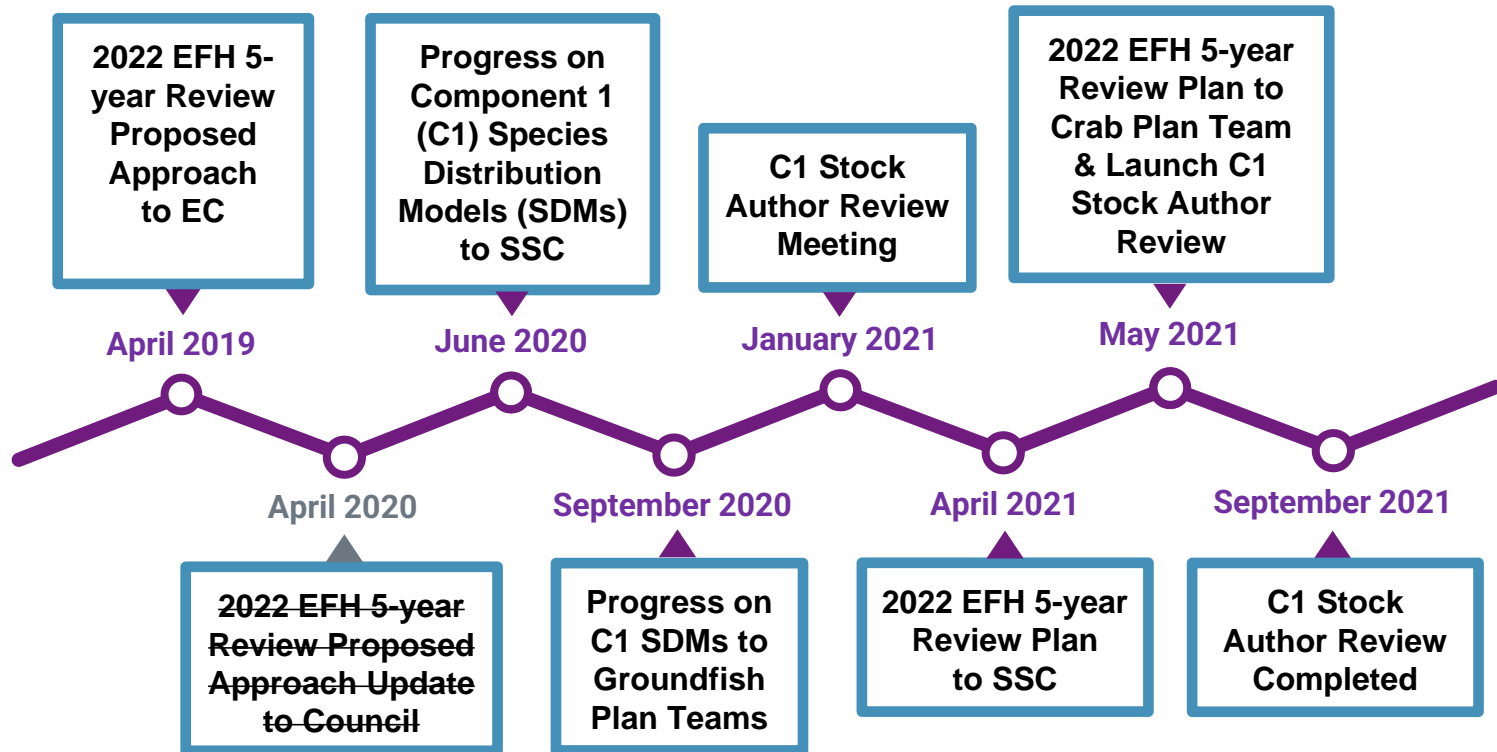 2022 EFH 5-
year Review
Proposed
Approach
to EC
Progress on
Component 1
(C1) Species
Distribution
Models (SDMs)
to SSC
C1 Stock
Author Review
Meeting
2022 EFH 5-year
Review Plan to
Crab Plan Team
& Launch C1
Stock Author
Review
April 2019
June 2020
January 2021
May 2021
April 2020
September 2020
April 2021
September 2021
2022 EFH 5-year
Review Proposed
Approach Update
to Council
Progress on
C1 SDMs to
Groundfish
Plan Teams
2022 EFH 5-year
Review Plan
to SSC
C1 Stock
Author Review
Completed